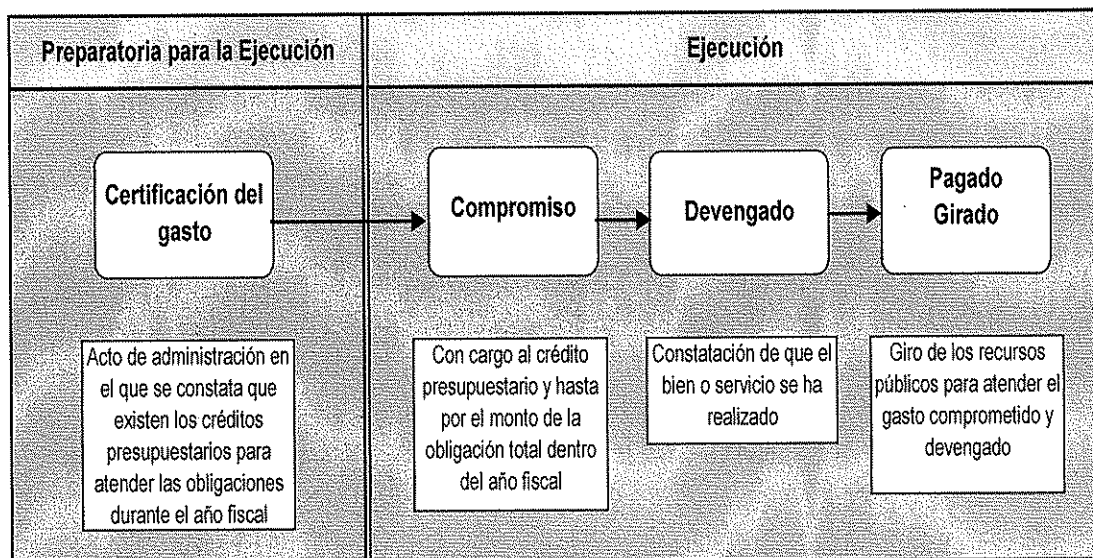 Preparatoria para la Ejecución
Ejecución
Certificación del
gasto
Compromiso
Devengado
Pagado
Girado
Acto de administración en
el que se constata que
existen los créditos
presupuestarios para
atender las obligaciones
durante el año fiscal
Con cargo al crédito
presupuestario y hasta
por el monto de la
obligación total dentro
del año fiscal
Constatación de que el
bien o servicio se ha
realizado
Giro de los recursos
públicos para atender el
gasto comprometido y
devengado